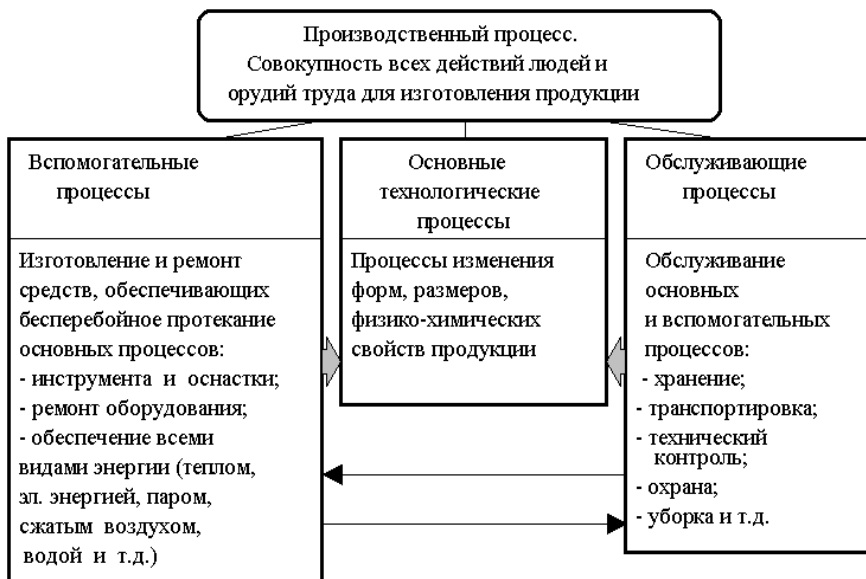 Производственный процесс.
Совокупность всех действий людей и
орудий труда для изготовления продукции
Вспомогательные
процессы
Изготовление и ремонт
средств, обеспечивающих
бесперебойное протекание
основных процессов:
- инструмента и оснастки;
- ремонт оборудования;
- обеспечение всеми
видами энергии (теплом,
эл. энергией, паром,
сжатым воздухом,
водой и т.д.)
Основные
технологические
процессы
Процессы изменения
форм, размеров,
физико-химических
свойств продукции
Обслуживающие
процессы
Обслуживание
основных
и вспомогательных
процессов:
- хранение;
- транспортировка;
- технический
контроль;
- охрана;
- уборка и т.д.